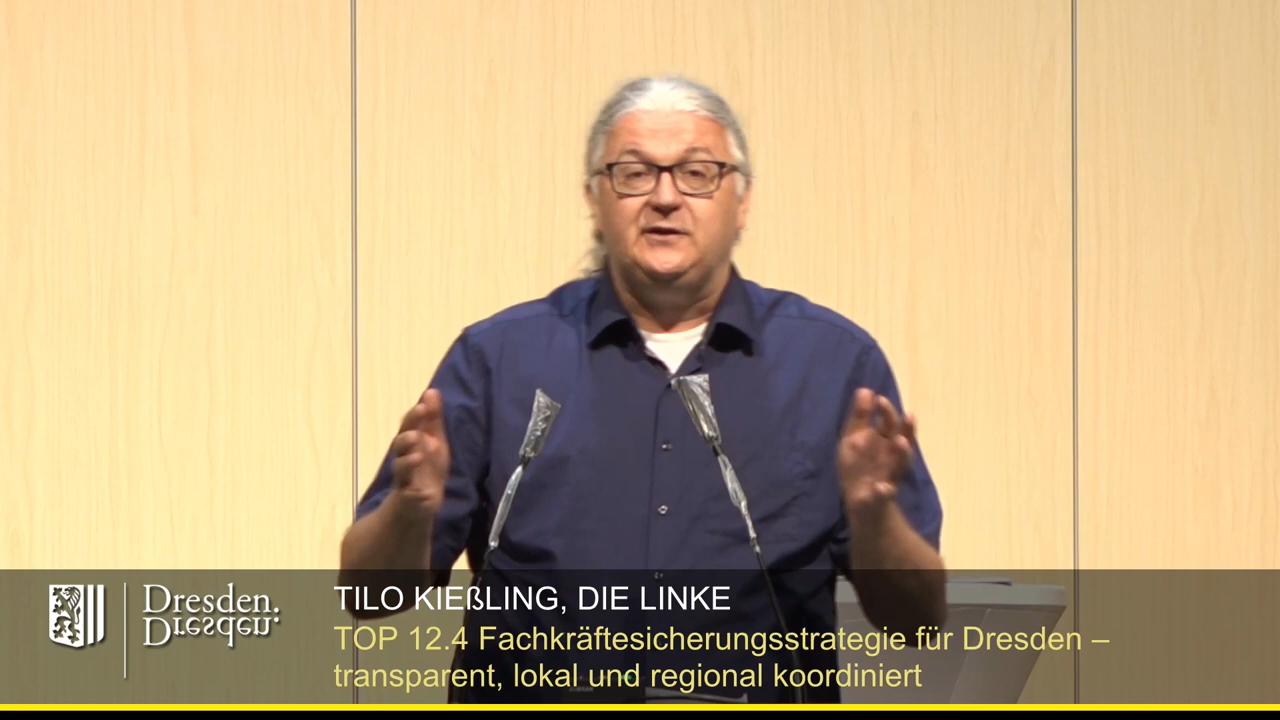 TILO KIEßLING, DIE LINKE
Dresden.
Dresden.
TOP 12.4 Fachkräftesicherungsstrategie für Dresden –
transparent, lokal und regional koordiniert